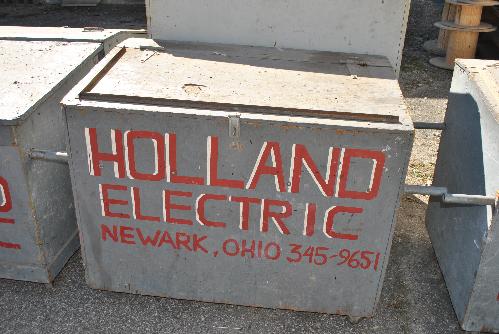 HOLLAND
ELECTRIC
NEWARK, OHIO 345-9651